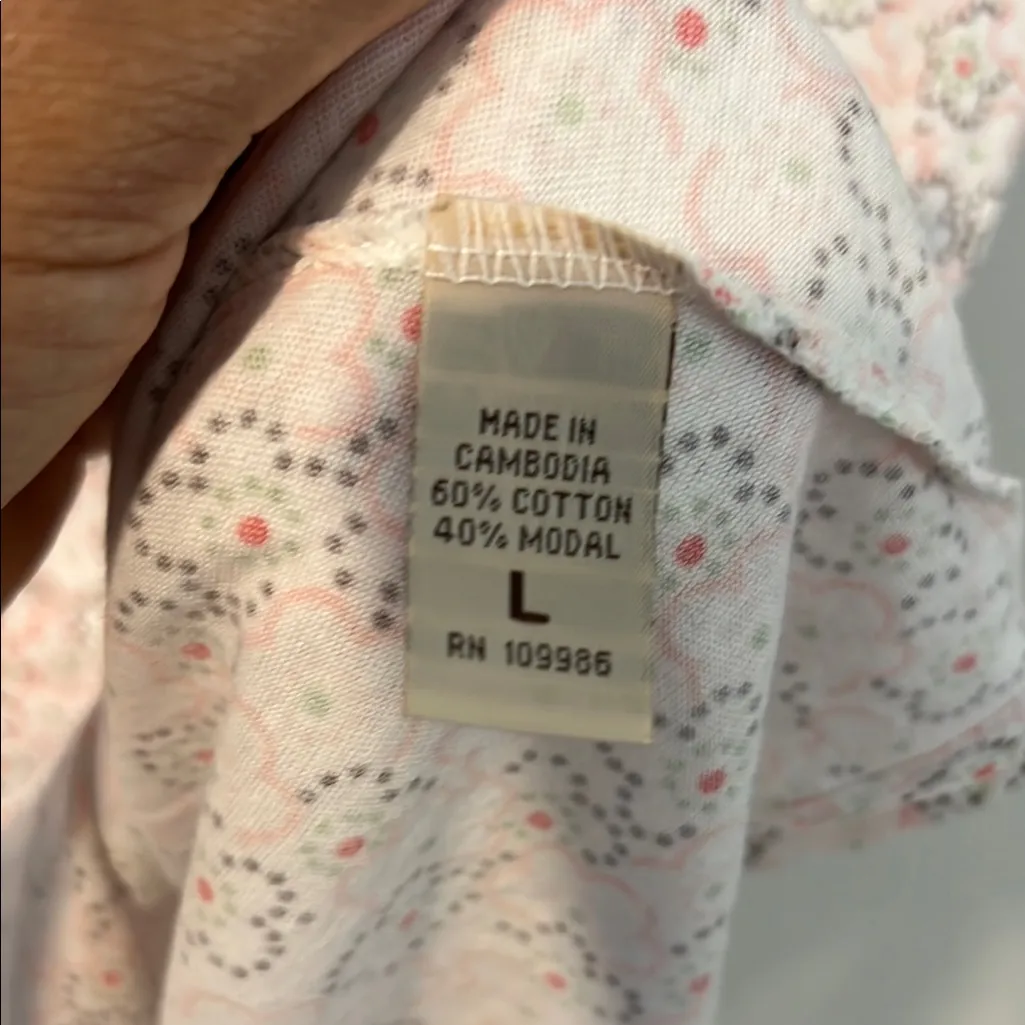 MADE IN
CAMBODIA
60% COTTON
40% MODAL
L
RN 109986